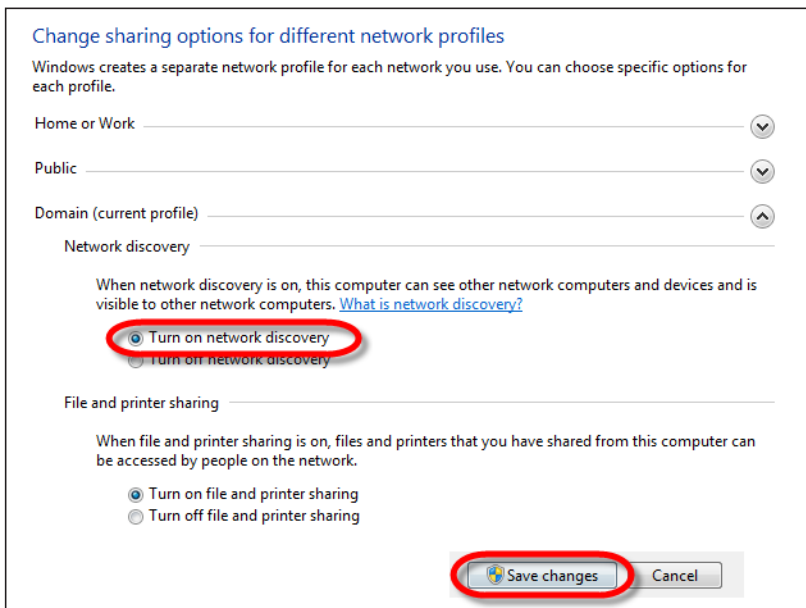 Change sharing options for different network profiles
Windows creates a separate network profile for each network you use. You can choose specific options for
each profile.
Home or Work
Public
Domain (current profile)
Network discovery
When network discovery is on, this computer can see other network computers and devices and is
visible to other network computers. What is network discovery?
Turn on network discovery
Turn off network discovery
File and printer sharing
When file and printer sharing is on, files and printers that you have shared from this computer can
be accessed by people on the network.
Turn on file and printer sharing
Turn off file and printer sharing
Save changes Cancel